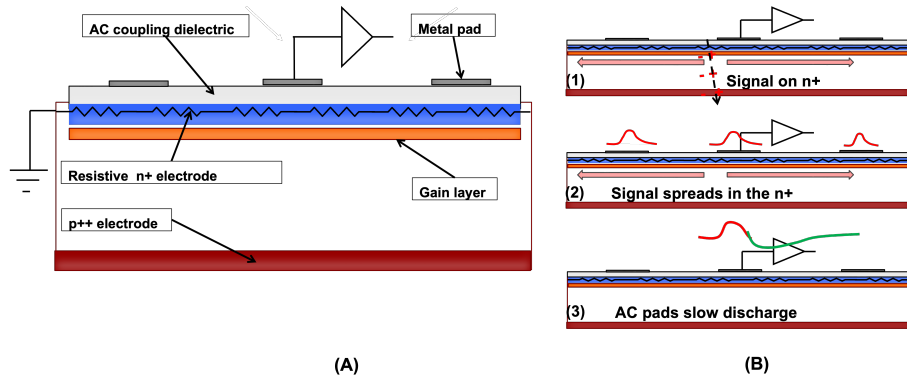 AC coupling dielectric
Metal pad
Resistive n+ electrode
Gain layer
p++ electrode
(A)
(1)
Signal on n+
(2)
Signal spreads in the n+
(3)
AC pads slow discharge
(B)